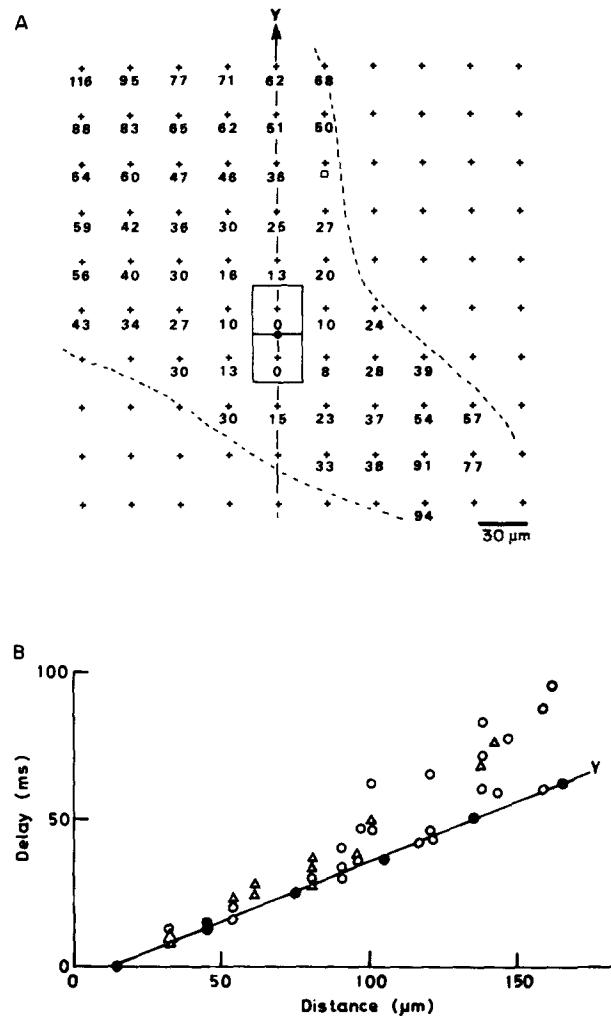 A
Y
116 95 77 71 62 68
88 83 65 62 51 50
64 60 47 46 36
59 42 36 30 25 27
56 40 30 16 13 20
43 34 27 10 0 10 24
30 13 0 8 28 39
30 15 23 37 54 57
33 38 91 77
94
30 μm
B
100
50
0
Delay (ms)
Y
0 50 100 150
Distance (μm)